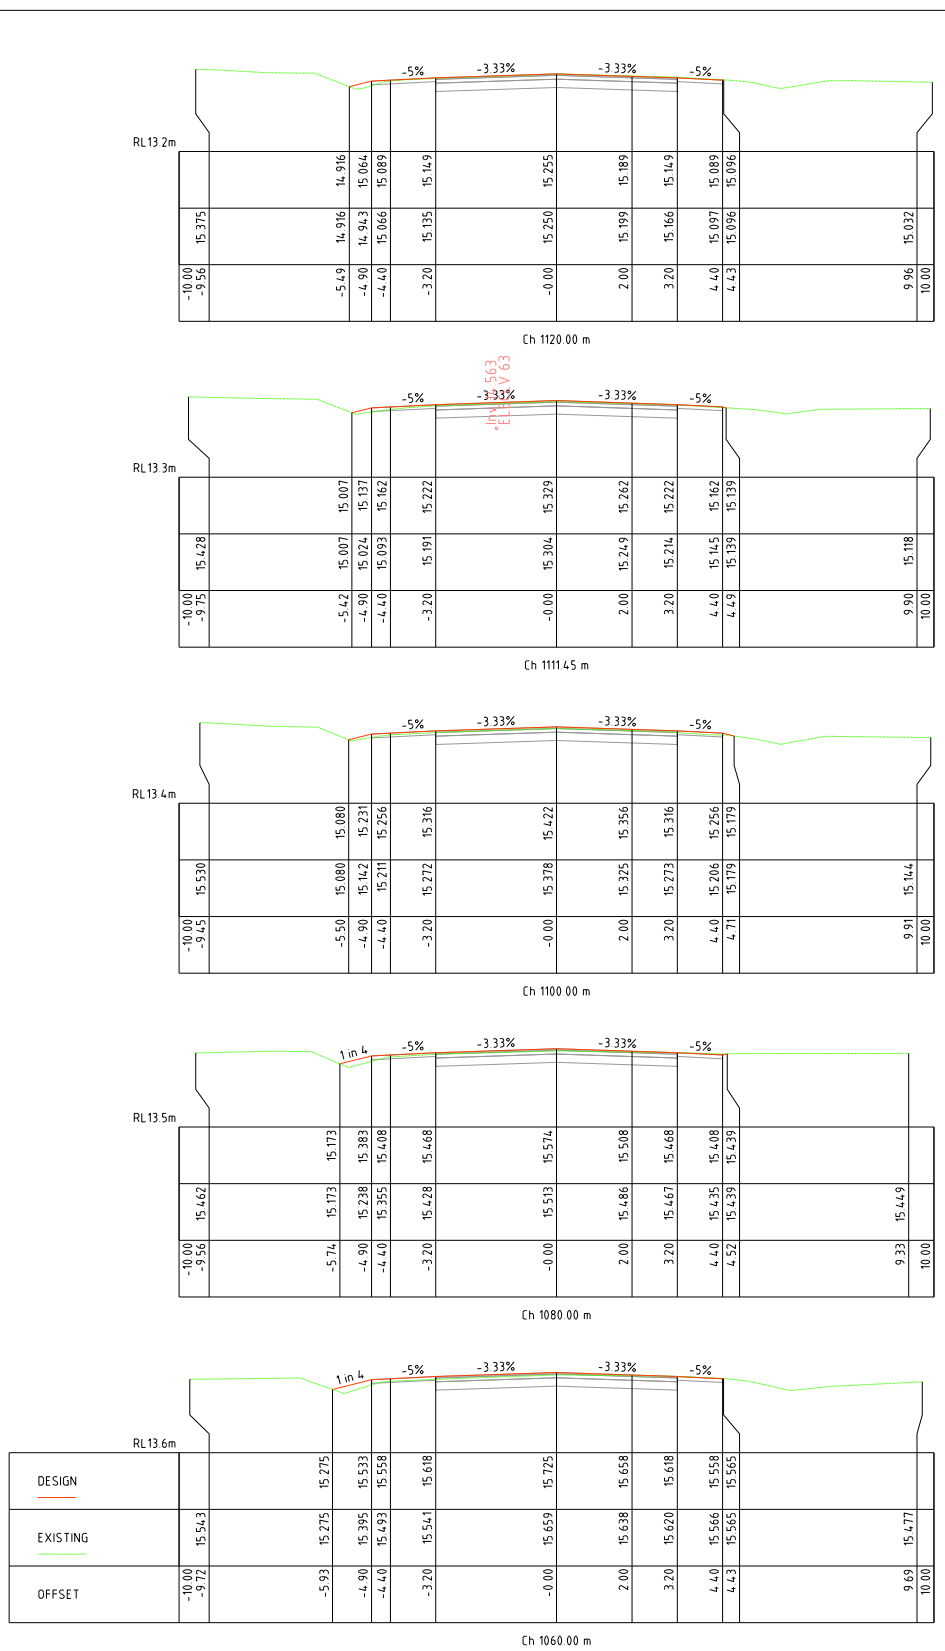 -5% -3.33% -3.33% -5%
RL13.2m
14.916 15.064 15.089 15.149 15.255 15.189 15.149 15.089 15.096
15.375 14.916 14.943 15.066 15.135 15.250 15.199 15.166 15.097 15.096 15.032
-10.00 -9.56 -5.49 -4.90 -4.40 -3.20 -0.00 2.00 3.20 4.40 4.43 9.96 10.00
Ch 1120.00 m
-5% -3.33% -3.33% -5%
RL13.3m
15.007 15.137 15.162 15.222 15.329 15.262 15.222 15.162 15.139
15.428 15.007 15.024 15.093 15.191 15.304 15.249 15.214 15.145 15.139 15.118
-10.00 -9.75 -5.42 -4.90 -4.40 -3.20 -0.00 2.00 3.20 4.40 4.49 9.90 10.00
Ch 1111.45 m
-5% -3.33% -3.33% -5%
RL13.4m
15.080 15.231 15.256 15.316 15.422 15.356 15.316 15.256 15.179
15.530 15.080 15.142 15.211 15.272 15.378 15.325 15.273 15.206 15.179 15.144
-10.00 -9.45 -5.50 -4.90 -4.40 -3.20 -0.00 2.00 3.20 4.40 4.71 9.91 10.00
Ch 1100.00 m
1 in 4 -5% -3.33% -3.33% -5%
RL13.5m
15.173 15.383 15.408 15.468 15.574 15.508 15.468 15.408 15.439
15.462 15.173 15.238 15.355 15.428 15.513 15.486 15.467 15.435 15.439 15.449
-10.00 -9.56 -5.74 -4.90 -4.40 -3.20 -0.00 2.00 3.20 4.40 4.52 9.33 10.00
Ch 1080.00 m
1 in 4 -5% -3.33% -3.33% -5%
RL13.6m
DESIGN 15.275 15.533 15.558 15.618 15.725 15.658 15.618 15.558 15.565
EXISTING 15.543 15.275 15.395 15.493 15.541 15.659 15.638 15.620 15.566 15.565 15.477
OFFSET -10.00 -9.72 -5.93 -4.90 -4.40 -3.20 -0.00 2.00 3.20 4.40 4.43 9.69 10.00
Ch 1060.00 m